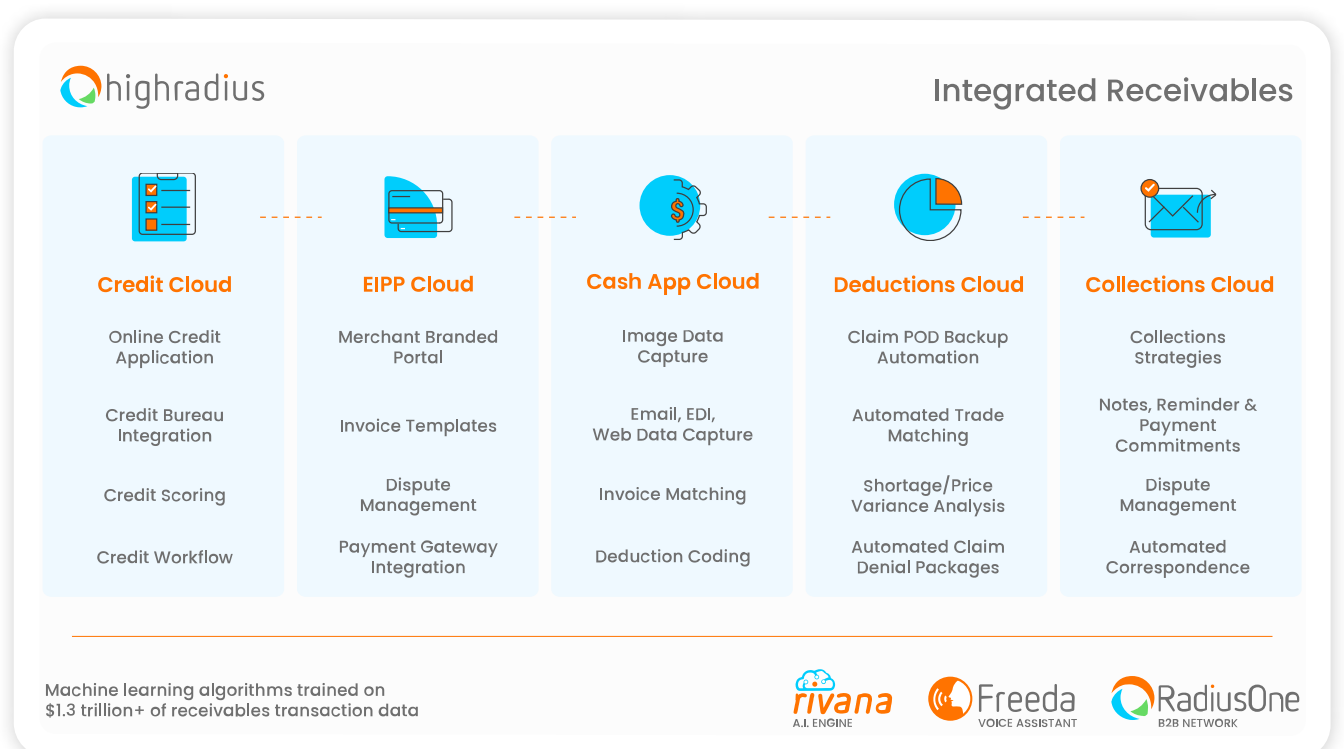 highradius
Integrated Receivables
Credit Cloud
Online Credit
Application
Credit Bureau
Integration
Credit Scoring
Credit Workflow
EIPP Cloud
Merchant Branded
Portal
Invoice Templates
Dispute
Management
Payment Gateway
Integration
Cash App Cloud
Image Data
Capture
Email, EDI,
Web Data Capture
Invoice Matching
Deduction Coding
Deductions Cloud
Claim POD Backup
Automation
Automated Trade
Matching
Shortage/Price
Variance Analysis
Automated Claim
Denial Packages
Collections Cloud
Collections
Strategies
Notes, Reminder &
Payment
Commitments
Dispute
Management
Automated
Correspondence
Machine learning algorithms trained on
$1.3 trillion+ of receivables transaction data
rivana
A.I. ENGINE
Freeda
VOICE ASSISTANT
RadiusOne
B2B NETWORK